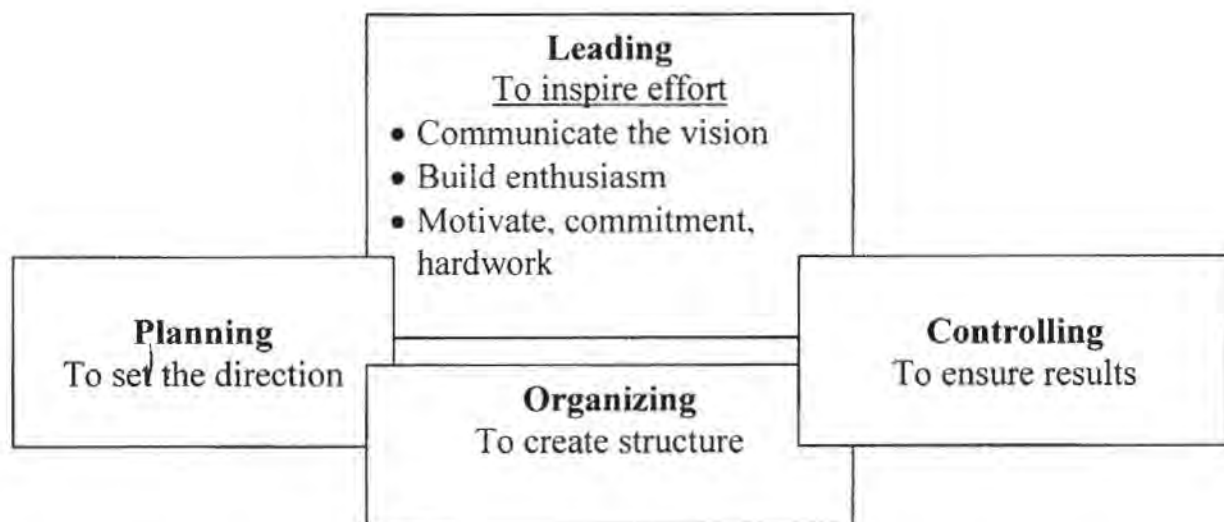 Leading
To inspire effort
• Communicate the vision
• Build enthusiasm
• Motivate, commitment,
hardwork
Planning
To set the direction
Controlling
To ensure results
Organizing
To create structure